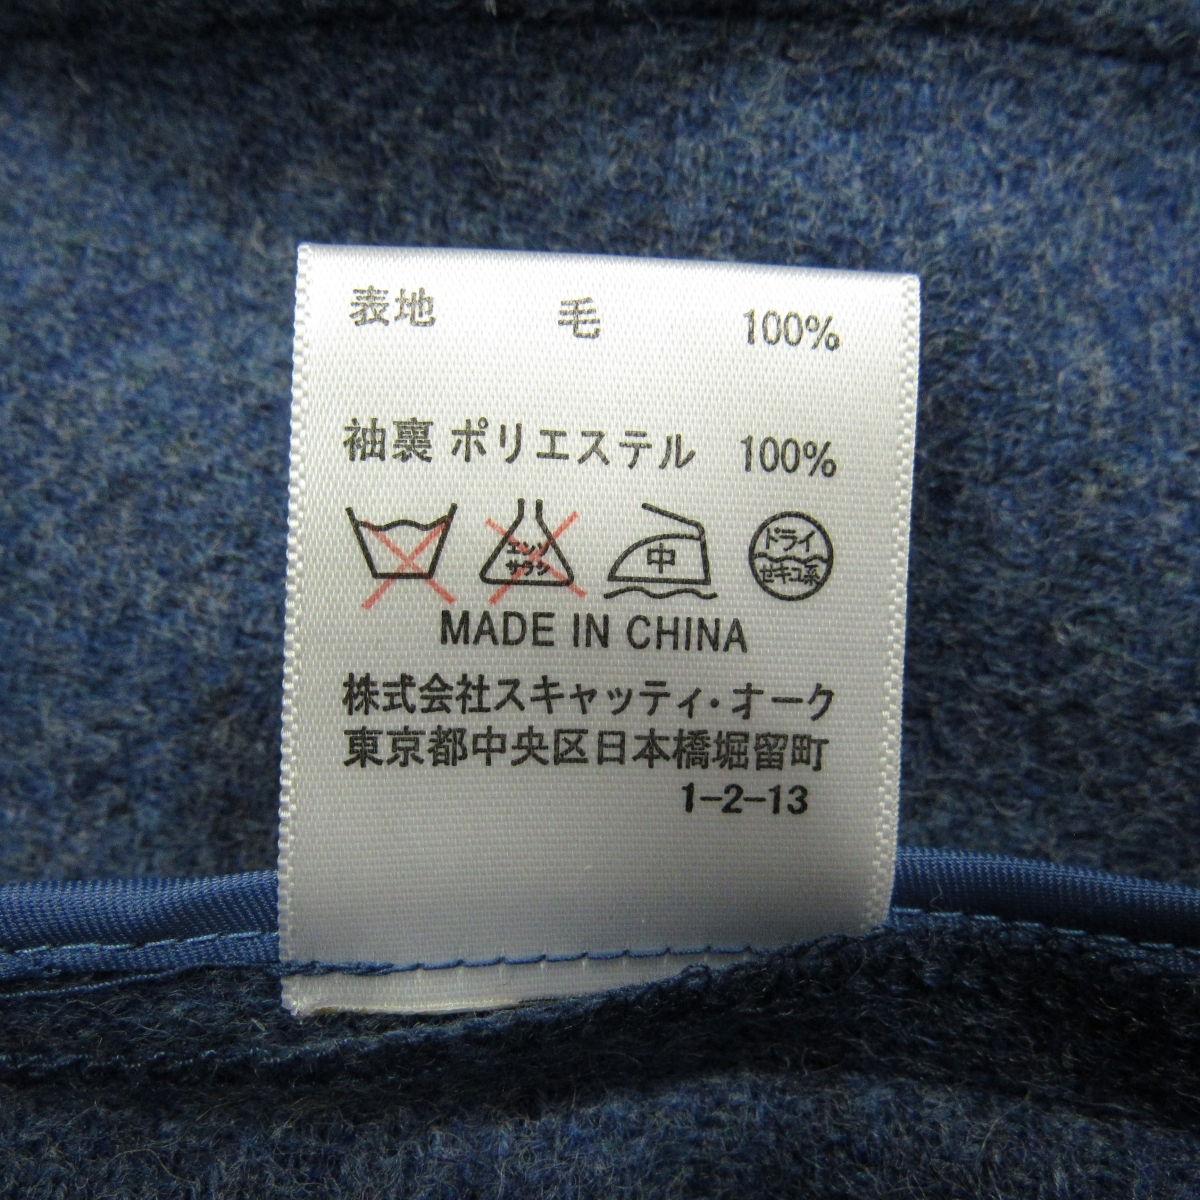 表地 毛 100%
袖裏 ポリエステル 100%
エンソ
サラシ
中
ドライ
セキユ系
MADE IN CHINA
株式会社スキャッティ・オーク
東京都中央区日本橋堀留町
1-2-13